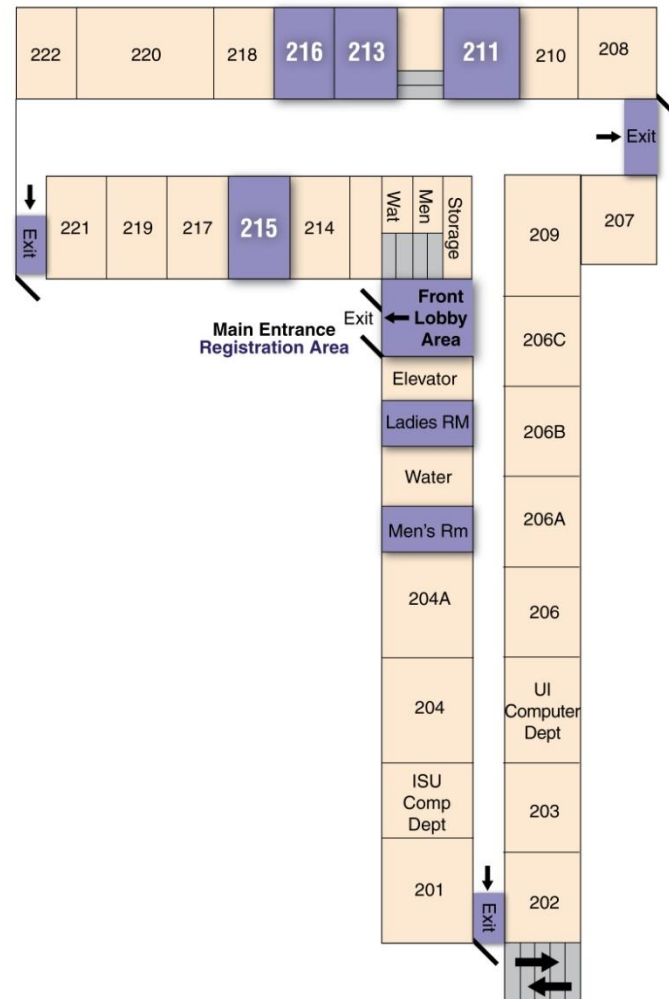 222
220
218
216
213
211
210
208
Exit
Exit
221
219
217
215
214
Wat
Men
Storage
209
207
Front
Lobby
Area
Exit
Main Entrance
Registration Area
206C
Elevator
Ladies RM
206B
Water
206A
Men's Rm
204A
206
204
UI
Computer
Dept
ISU
Comp
Dept
203
201
Exit
202